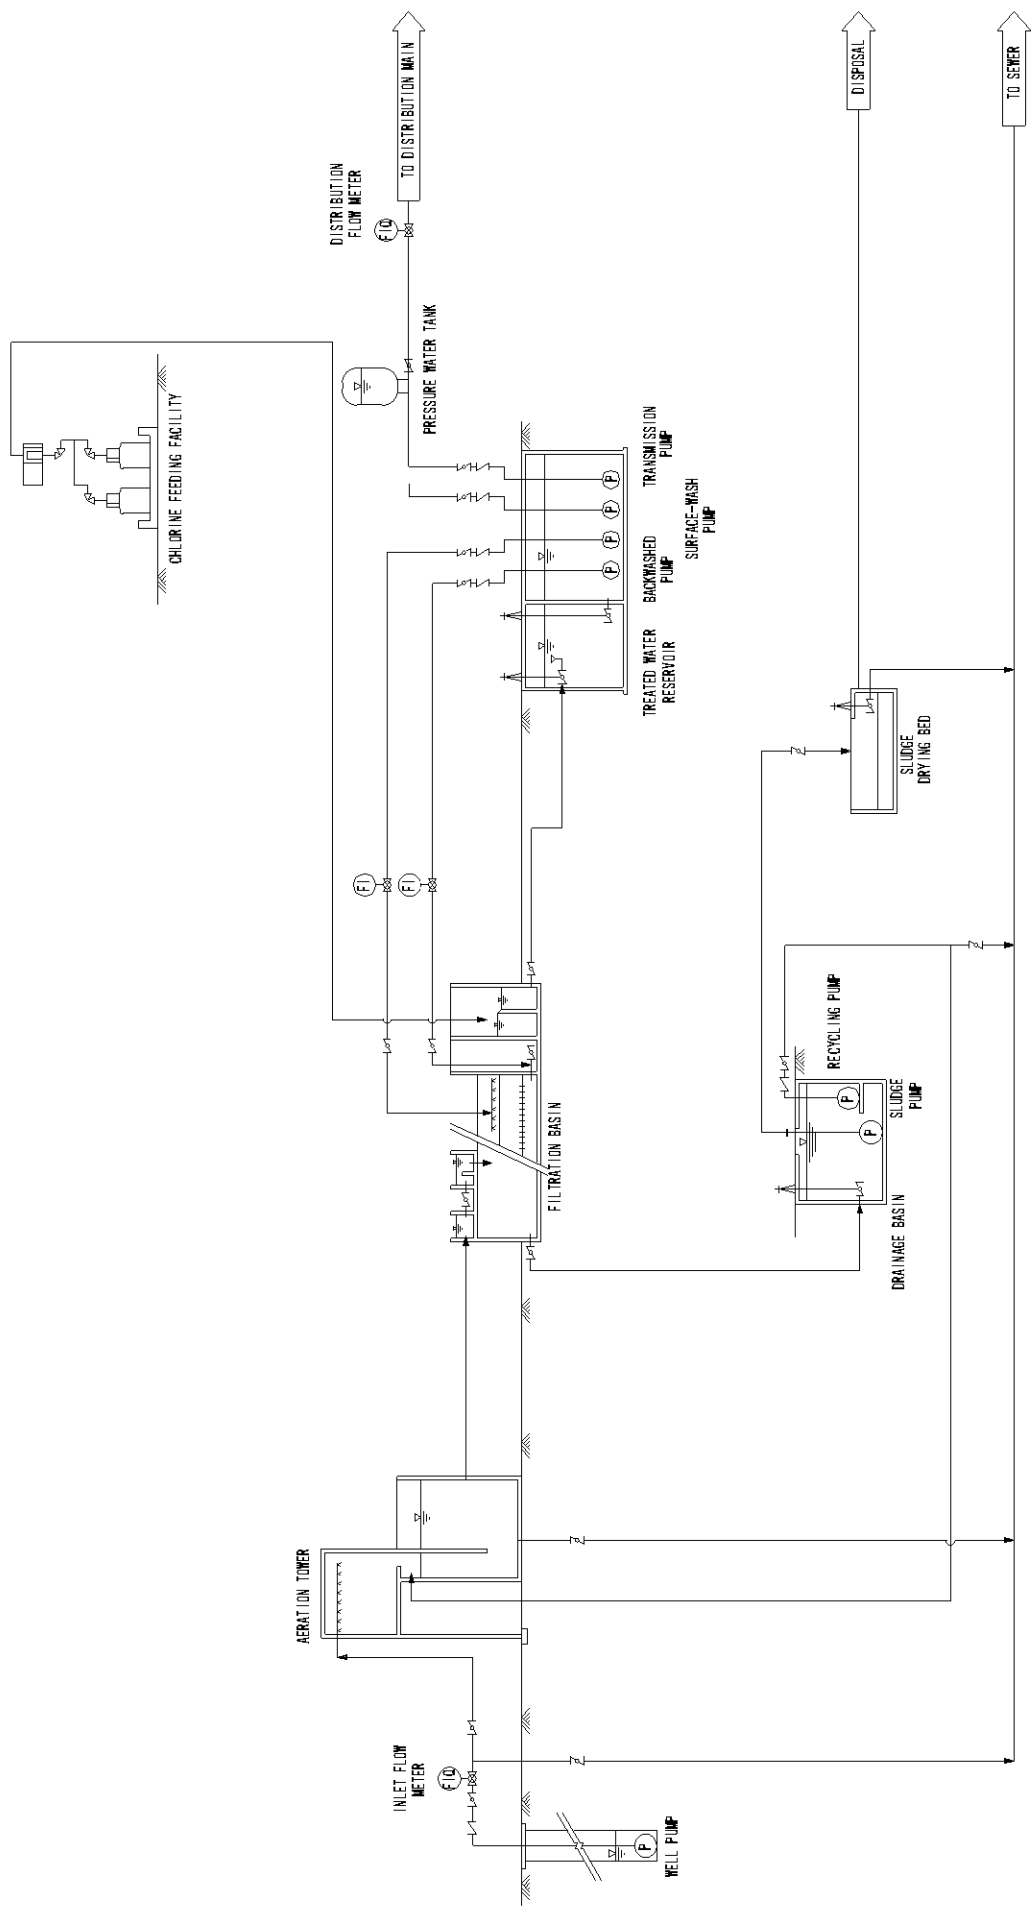 TO DISTRIBUTION MAIN
DISPOSAL
TO SEWER
DISTRIBUTION
FLOW METER
FIQ
PRESSURE WATER TANK
CHLORINE FEEDING FACILITY
TRANSMISSION
PUMP
SURFACE-WASH
PUMP
BACKWASHED
PUMP
TREATED WATER
RESERVOIR
P
P
P
P
SLUDGE
DRYING BED
FI
FI
RECYCLING PUMP
SLUDGE
PUMP
P
P
DRAINAGE BASIN
FILTRATION BASIN
AERATION TOWER
INLET FLOW
METER
FIQ
WELL PUMP
P